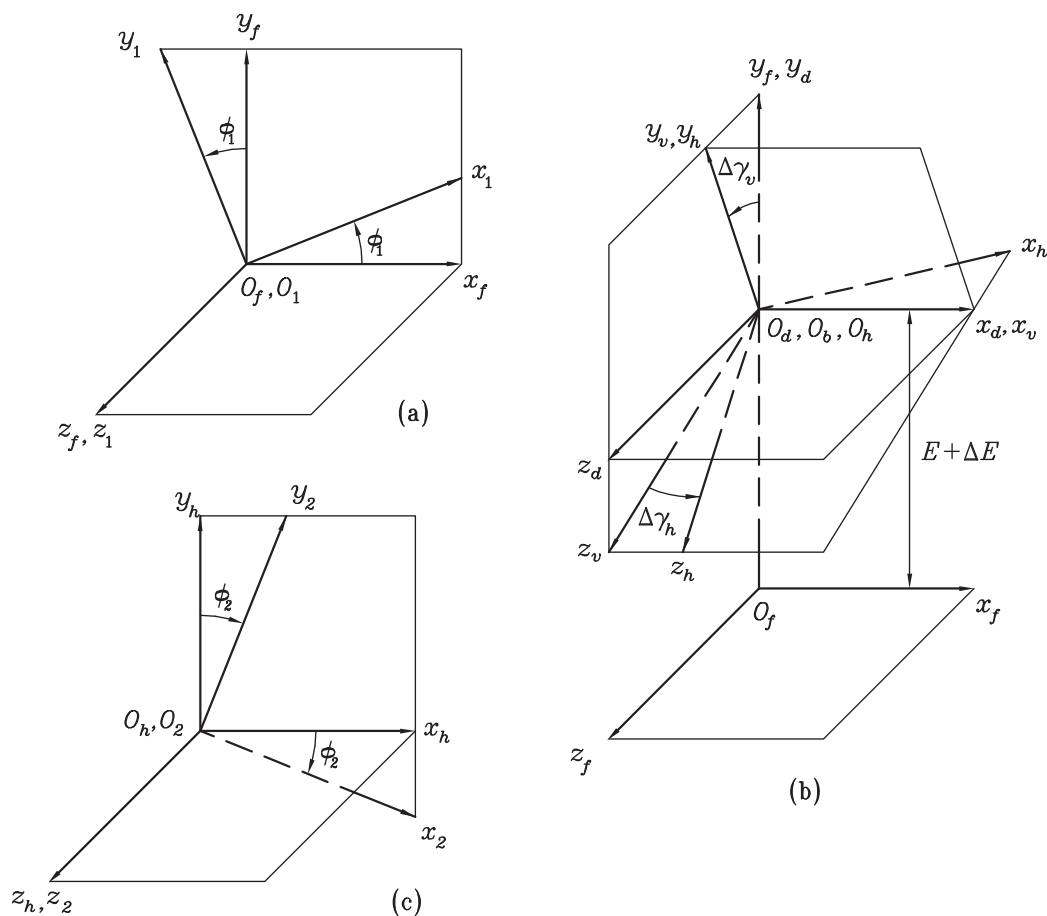 y_f
y_1
ϕ_1
x_1
ϕ_1
O_f, O_1
x_f
z_f, z_1
(a)
y_f, y_d
y_v, y_h
Δγ_v
x_h
O_d, O_b, O_h
x_d, x_v
E + ΔE
z_d
Δγ_h
z_v
z_h
O_f
x_f
z_f
(b)
y_h
y_2
ϕ_2
O_h, O_2
x_h
ϕ_2
x_2
z_h, z_2
(c)